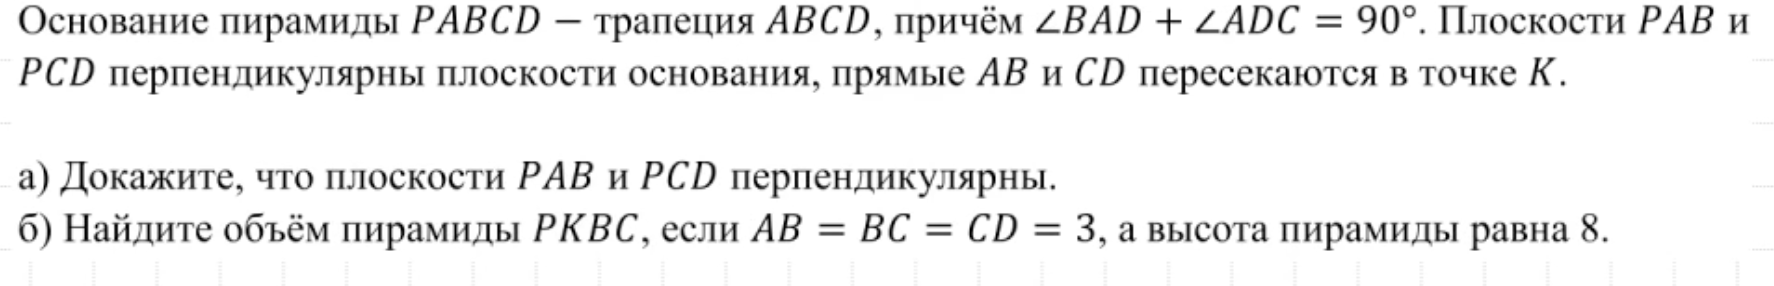 Основание пирамиды PABCD – трапеция ABCD, причём ∠BAD + ∠ADC = 90°. Плоскости PAB и
PCD перпендикулярны плоскости основания, прямые AB и CD пересекаются в точке K.
а) Докажите, что плоскости PAB и PCD перпендикулярны.
б) Найдите объём пирамиды PKBC, если AB = BC = CD = 3, а высота пирамиды равна 8.